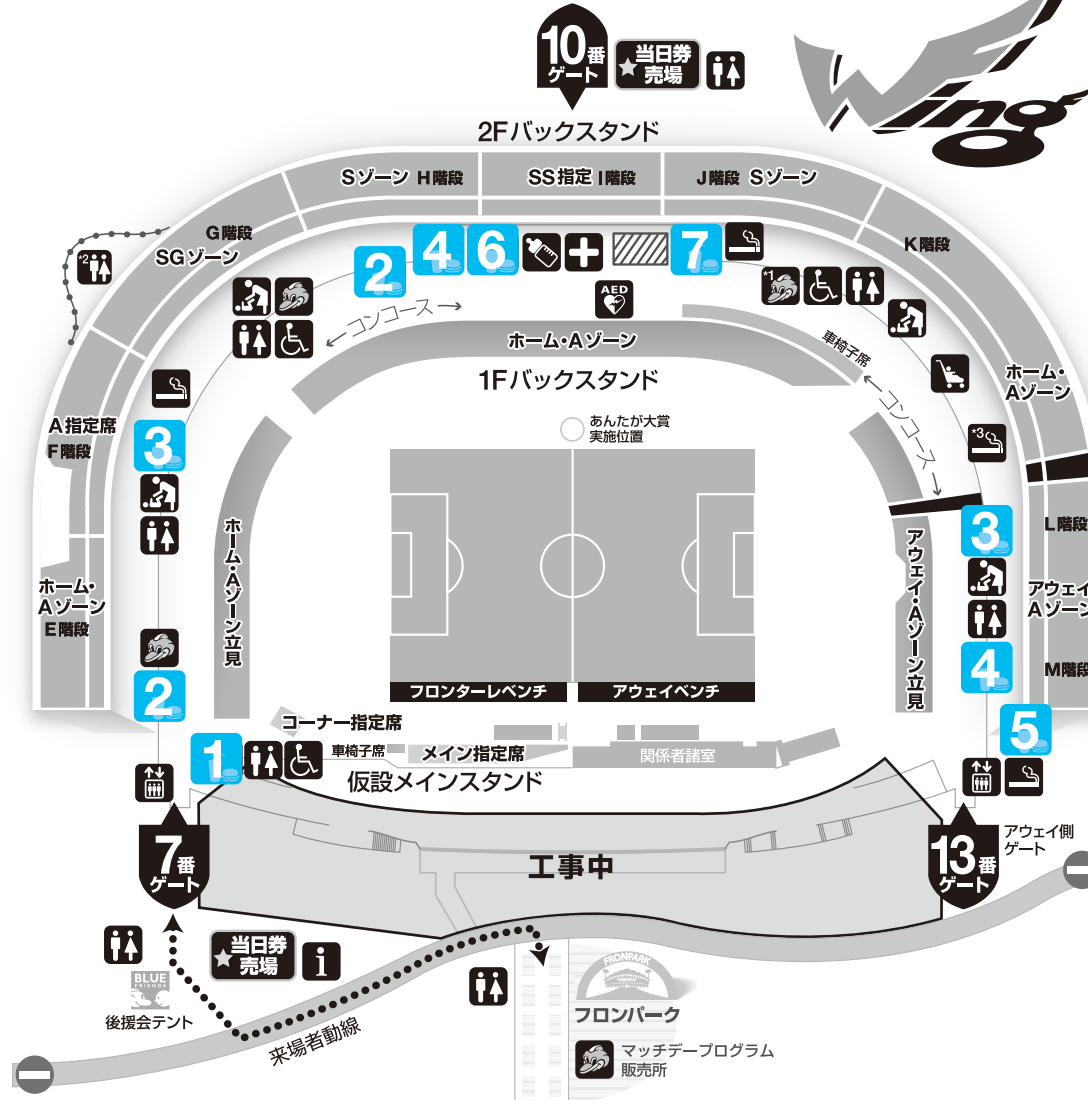 10番
ゲート
当日券
売場
Wing
2Fバックスタンド
Sゾーン H階段
SS指定 I階段
J階段 Sゾーン
G階段
SGゾーン
K階段
*2
4
6
7
2
*1
AED
コンコース
ホーム・Aゾーン
車椅子席
1Fバックスタンド
ホーム・
Aゾーン
コンコース
あんたが大賞
実施位置
A指定席
F階段
3
*3
L階段
3
ホーム・Aゾーン立見
アウェイ・Aゾーン立見
ホーム・
Aゾーン
E階段
アウェイ
Aゾーン
M階段
4
2
フロンターレベンチ
アウェイベンチ
コーナー指定席
5
1
車椅子席
メイン指定席
関係者諸室
仮設メインスタンド
7番
ゲート
工事中
13番
ゲート
アウェイ側
ゲート
当日券
売場
i
BLUE
FRIENDS
後援会テント
来場者動線
FRONPARK
フロンパーク
マッチデープログラム
販売所